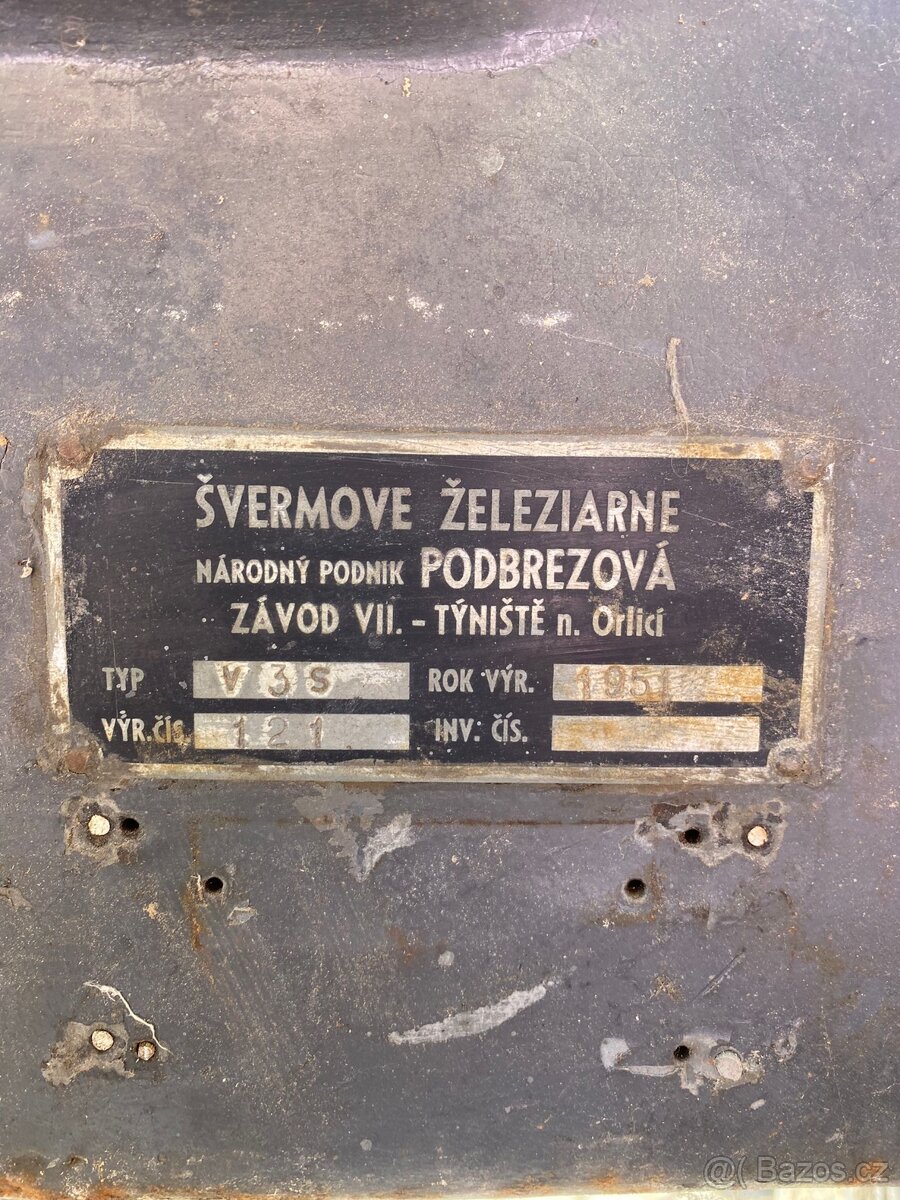 ŠVERMOVE ŽELEZIARNE
NÁRODNÝ PODNIK PODBREZOVÁ
ZÁVOD VII. - TÝNIŠTĚ n. Orlicí
TYP V3S ROK VÝR. 1951
VÝR. ČÍS. 121 INV: ČÍS.
@( Bazos.cz